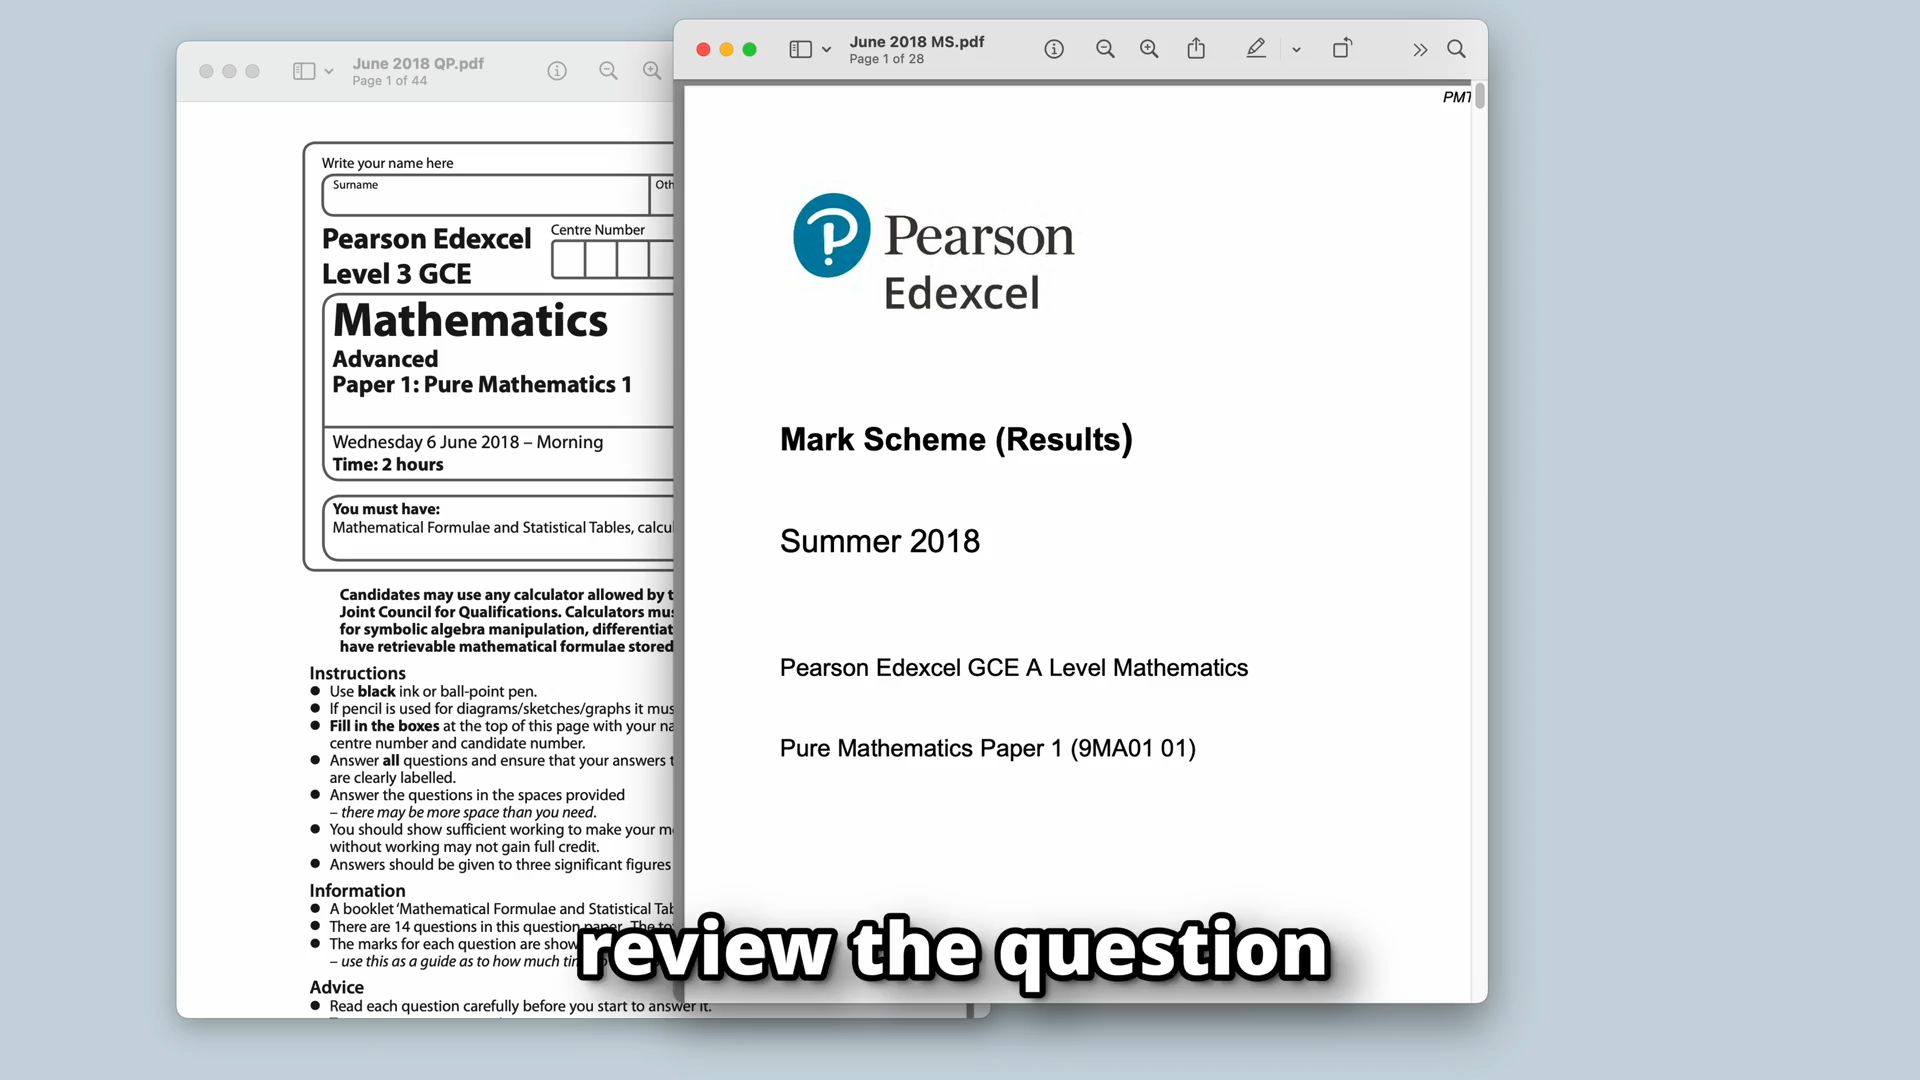 June 2018 QP.pdf
Page 1 of 44
Write your name here
Surname
Pearson Edexcel
Level 3 GCE
Centre Number
Mathematics
Advanced
Paper 1: Pure Mathematics 1
Wednesday 6 June 2018 – Morning
Time: 2 hours
You must have:
Mathematical Formulae and Statistical Tables,
Candidates may use any calculator allowed by
Joint Council for Qualifications. Calculators
for symbolic algebra manipulation,
have retrievable mathematical formulae stored
Instructions
● Use black ink or ball-point pen.
● If pencil is used for diagrams/sketches/graphs it
● Fill in the boxes at the top of this page with your
centre number and candidate number.
● Answer all questions and ensure that your answers
are clearly labelled.
● Answer the questions in the spaces provided
– there may be more space than you need.
● You should show sufficient working to make your
without working may not gain full credit.
● Answers should be given to three significant figures
Information
● A booklet ‘Mathematical Formulae and Statistical
● There are 14 questions in this question paper. The
● The marks for each question are
– use this as a guide as to how much
Advice
● Read each question carefully before you start to answer it.
June 2018 MS.pdf
Page 1 of 28
PMT
Pearson
Edexcel
Mark Scheme (Results)
Summer 2018
Pearson Edexcel GCE A Level Mathematics
Pure Mathematics Paper 1 (9MA01 01)
review the question